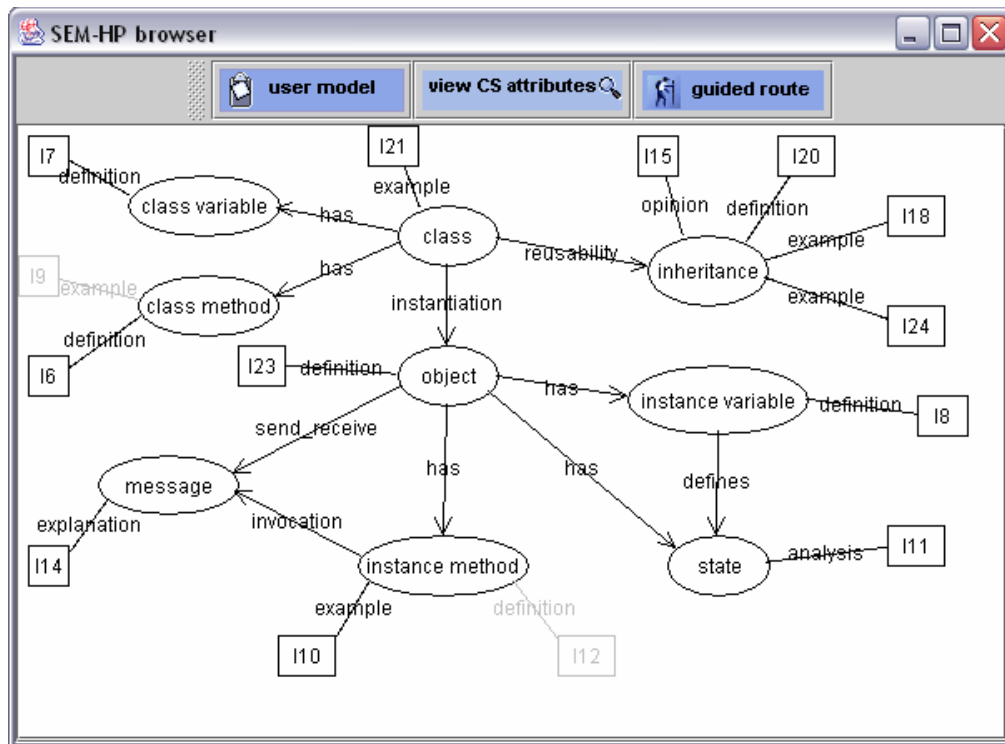 SEM-HP browser
user model
view CS attributes
guided route
I7
I21
I15
I20
definition
example
class variable
has
opinion
definition
I18
class
example
reusability
inheritance
I9
example
has
class method
instantiation
example
definition
I24
I6
I23
definition
object
has
instance variable
definition
I8
send_receive
has
has
defines
message
explanation
invocation
I14
instance method
state
analysis
I11
example
definition
I10
I12